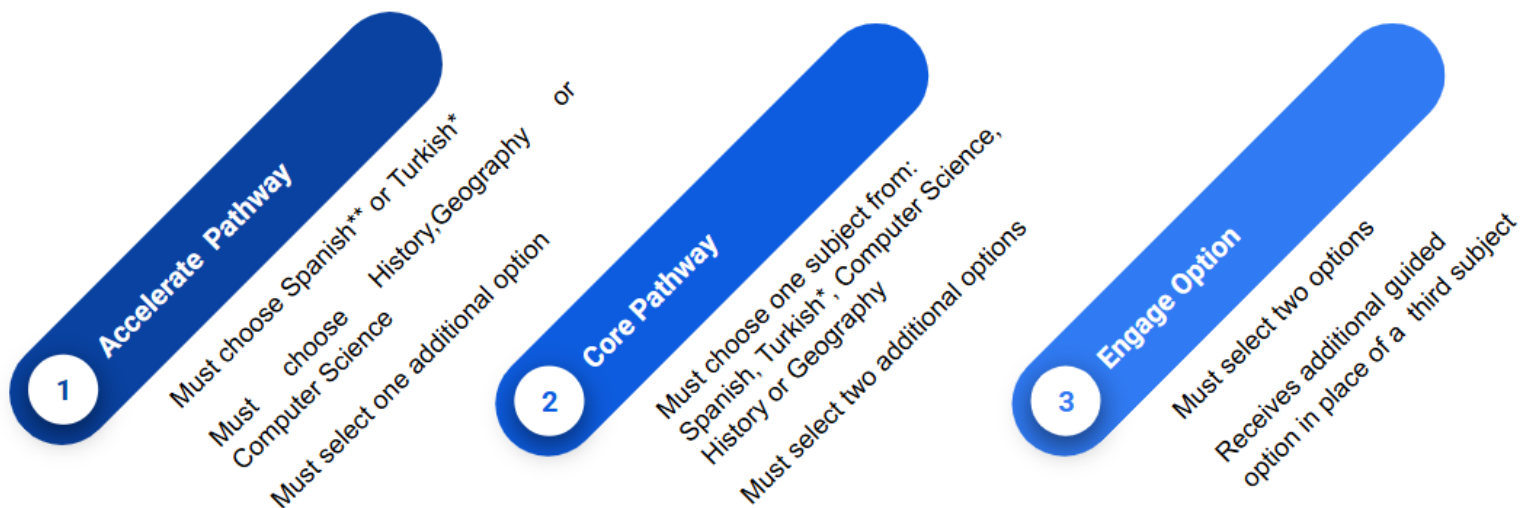 1
Accelerate Pathway
Must choose Spanish** or Turkish*
Must choose History,Geography or
Computer Science
Must select one additional option
2
Core Pathway
Must choose one subject from:
Spanish, Turkish*, Computer Science,
History or Geography
Must select two additional options
3
Engage Option
Must select two options
Receives additional guided
option in place of a third subject